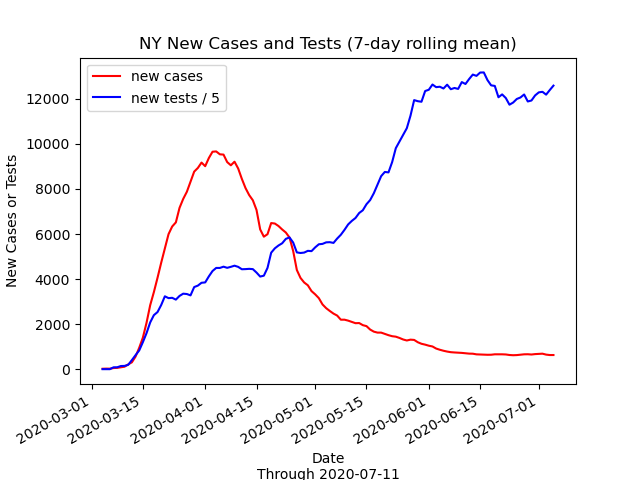 NY New Cases and Tests (7-day rolling mean)
new cases
new tests / 5
12000
10000
8000
6000
4000
2000
0
New Cases or Tests
2020-03-01
2020-03-15
2020-04-01
2020-04-15
2020-05-01
2020-05-15
2020-06-01
2020-06-15
2020-07-01
Date
Through 2020-07-11